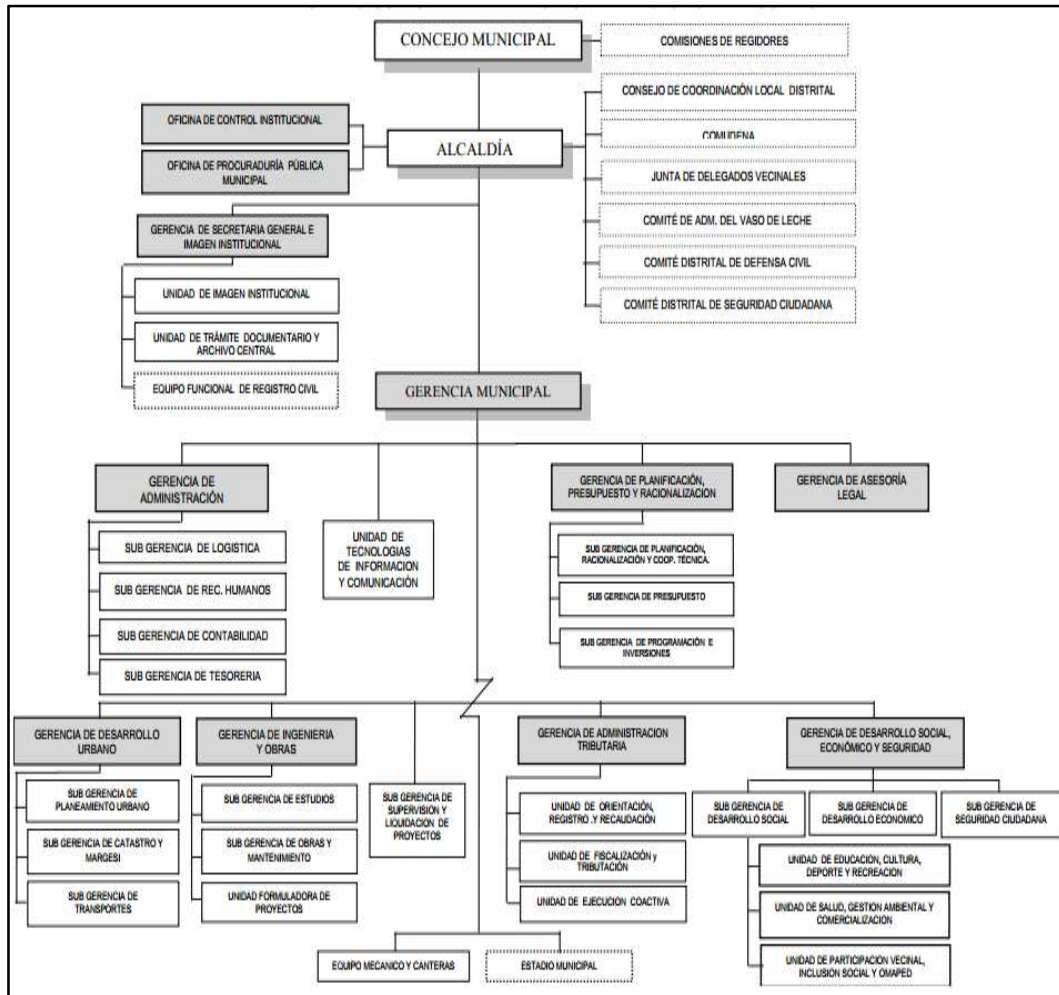 CONCEJO MUNICIPAL
COMISIONES DE REGIDORES
CONSEJO DE COORDINACIÓN LOCAL DISTRITAL
OFICINA DE CONTROL INSTITUCIONAL
COMUDENA
ALCALDÍA
OFICINA DE PROCURADURÍA PÚBLICA
MUNICIPAL
JUNTA DE DELEGADOS VECINALES
GERENCIA DE SECRETARIA GENERAL E
IMAGEN INSTITUCIONAL
COMITÉ DE ADM. DEL VASO DE LECHE
COMITÉ DISTRITAL DE DEFENSA CIVIL
UNIDAD DE IMAGEN INSTITUCIONAL
COMITÉ DISTRITAL DE SEGURIDAD CIUDADANA
UNIDAD DE TRÀMITE DOCUMENTARIO Y
ARCHIVO CENTRAL
EQUIPO FUNCIONAL DE REGISTRO CIVIL
GERENCIA MUNICIPAL
GERENCIA DE
ADMINISTRACIÓN
GERENCIA DE PLANIFICACIÓN,
PRESUPUESTO Y RACIONALIZACION
GERENCIA DE ASESORÍA
LEGAL
SUB GERENCIA DE LOGISTICA
SUB GERENCIA DE REC. HUMANOS
SUB GERENCIA DE CONTABILIDAD
SUB GERENCIA DE TESORERIA
UNIDAD DE
TECNOLOGÍAS
DE INFORMACION
Y COMUNICACIÓN
SUB GERENCIA DE PLANIFICACIÓN,
RACIONALIZACIÓN Y COOP. TÉCNICA.
SUB GERENCIA DE PRESUPUESTO
SUB GERENCIA DE PROGRAMACIÓN E
INVERSIONES
GERENCIA DE DESARROLLO
URBANO
GERENCIA DE INGENIERIA
Y OBRAS
GERENCIA DE ADMINISTRACION
TRIBUTARIA
GERENCIA DE DESARROLLO SOCIAL,
ECONÓMICO Y SEGURIDAD
SUB GERENCIA DE
PLANEAMIENTO URBANO
SUB GERENCIA DE CATASTRO Y
MARGESI
SUB GERENCIA DE
TRANSPORTES
SUB GERENCIA DE ESTUDIOS
SUB GERENCIA DE OBRAS Y
MANTENIMIENTO
UNIDAD FORMULADORA DE
PROYECTOS
SUB GERENCIA DE
SUPERVISIÓN Y
LIQUIDACION DE
PROYECTOS
UNIDAD DE ORIENTACIÓN,
REGISTRO .Y RECAUDACIÓN
UNIDAD DE FISCALIZACIÓN y
TRIBUTACIÓN
UNIDAD DE EJECUCIÓN COACTIVA
SUB GERENCIA DE
DESARROLLO SOCIAL
SUB GERENCIA DE
DESARROLLO ECONOMICO
SUB GERENCIA DE
SEGURIDAD CIUDADANA
UNIDAD DE EDUCACIÓN, CULTURA,
DEPORTE Y RECREACION
UNIDAD DE SALUD, GESTION AMBIENTAL Y
COMERCIALIZACIÓN
UNIDAD DE PARTICIPACION VECINAL,
INCLUSIÓN SOCIAL Y OMAPED
EQUIPO MECANICO Y CANTERAS
ESTADIO MUNICIPAL